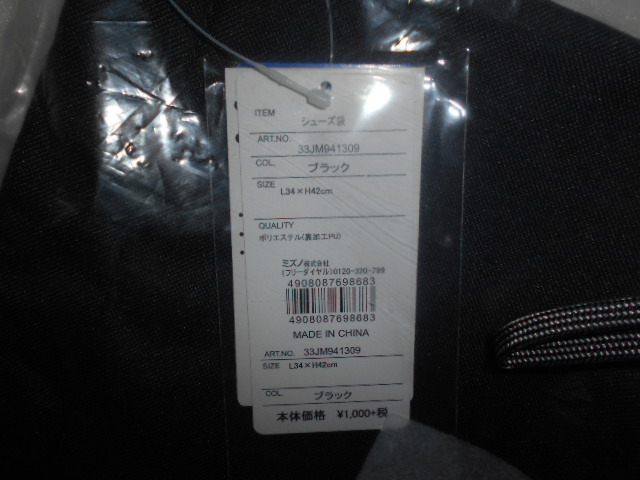 ITEM シューズ袋
ART.NO. 33JM941309
COL. ブラック
SIZE L34×H42cm
QUALITY
ポリエステル(裏加工PU)
ミズノ株式会社
(フリーダイヤル)0120-320-799
4908087698683
4908087698683
MADE IN CHINA
ART.NO. 33JM941309
SIZE L34×H42cm
COL. ブラック
本体価格 ¥1,000+税